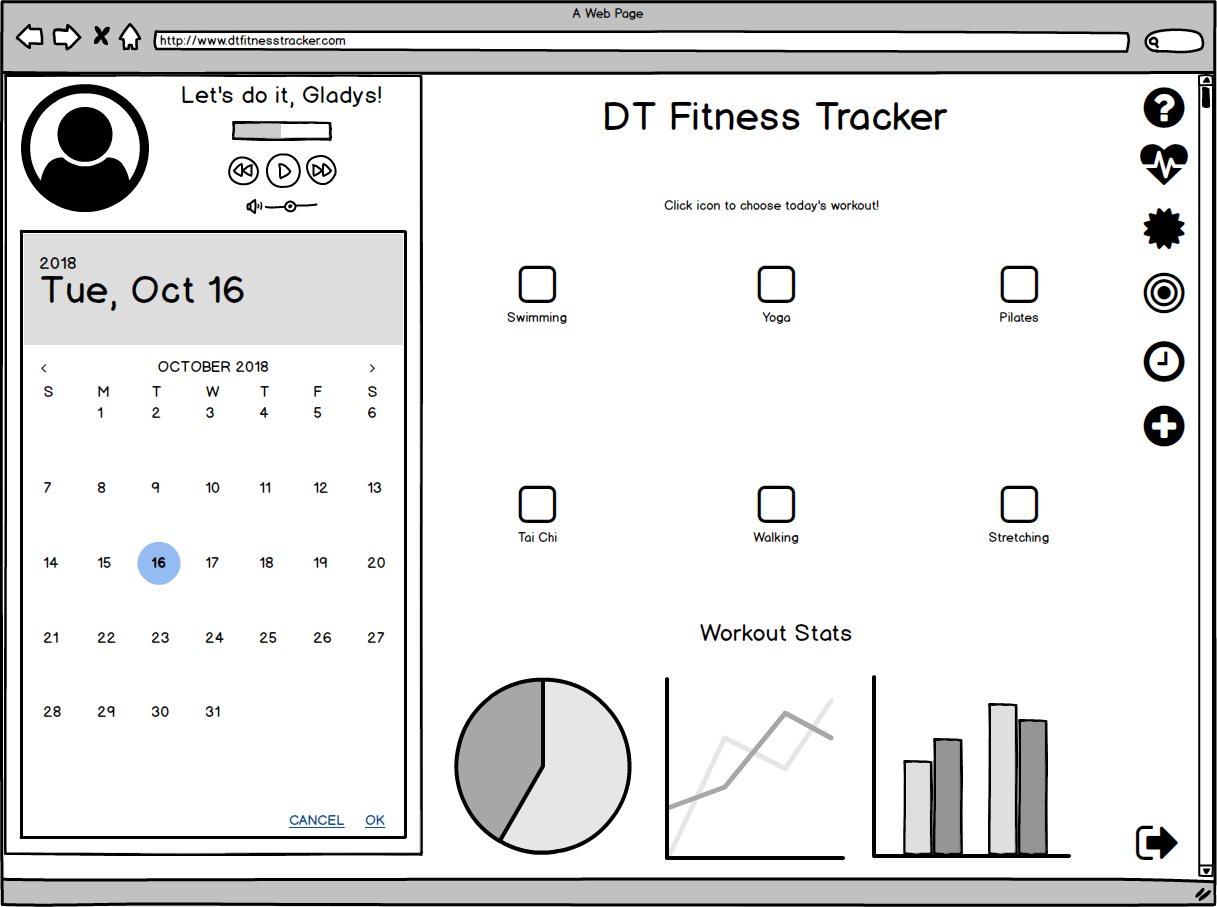 A Web Page
http://www.dtfitnesstracker.com
Let's do it, Gladys!
DT Fitness Tracker
Click icon to choose today's workout!
2018
Tue, Oct 16
OCTOBER 2018
S M T W T F S
1 2 3 4 5 6
7 8 9 10 11 12 13
14 15 16 17 18 19 20
21 22 23 24 25 26 27
28 29 30 31
CANCEL OK
Swimming Yoga Pilates
Tai Chi Walking Stretching
Workout Stats